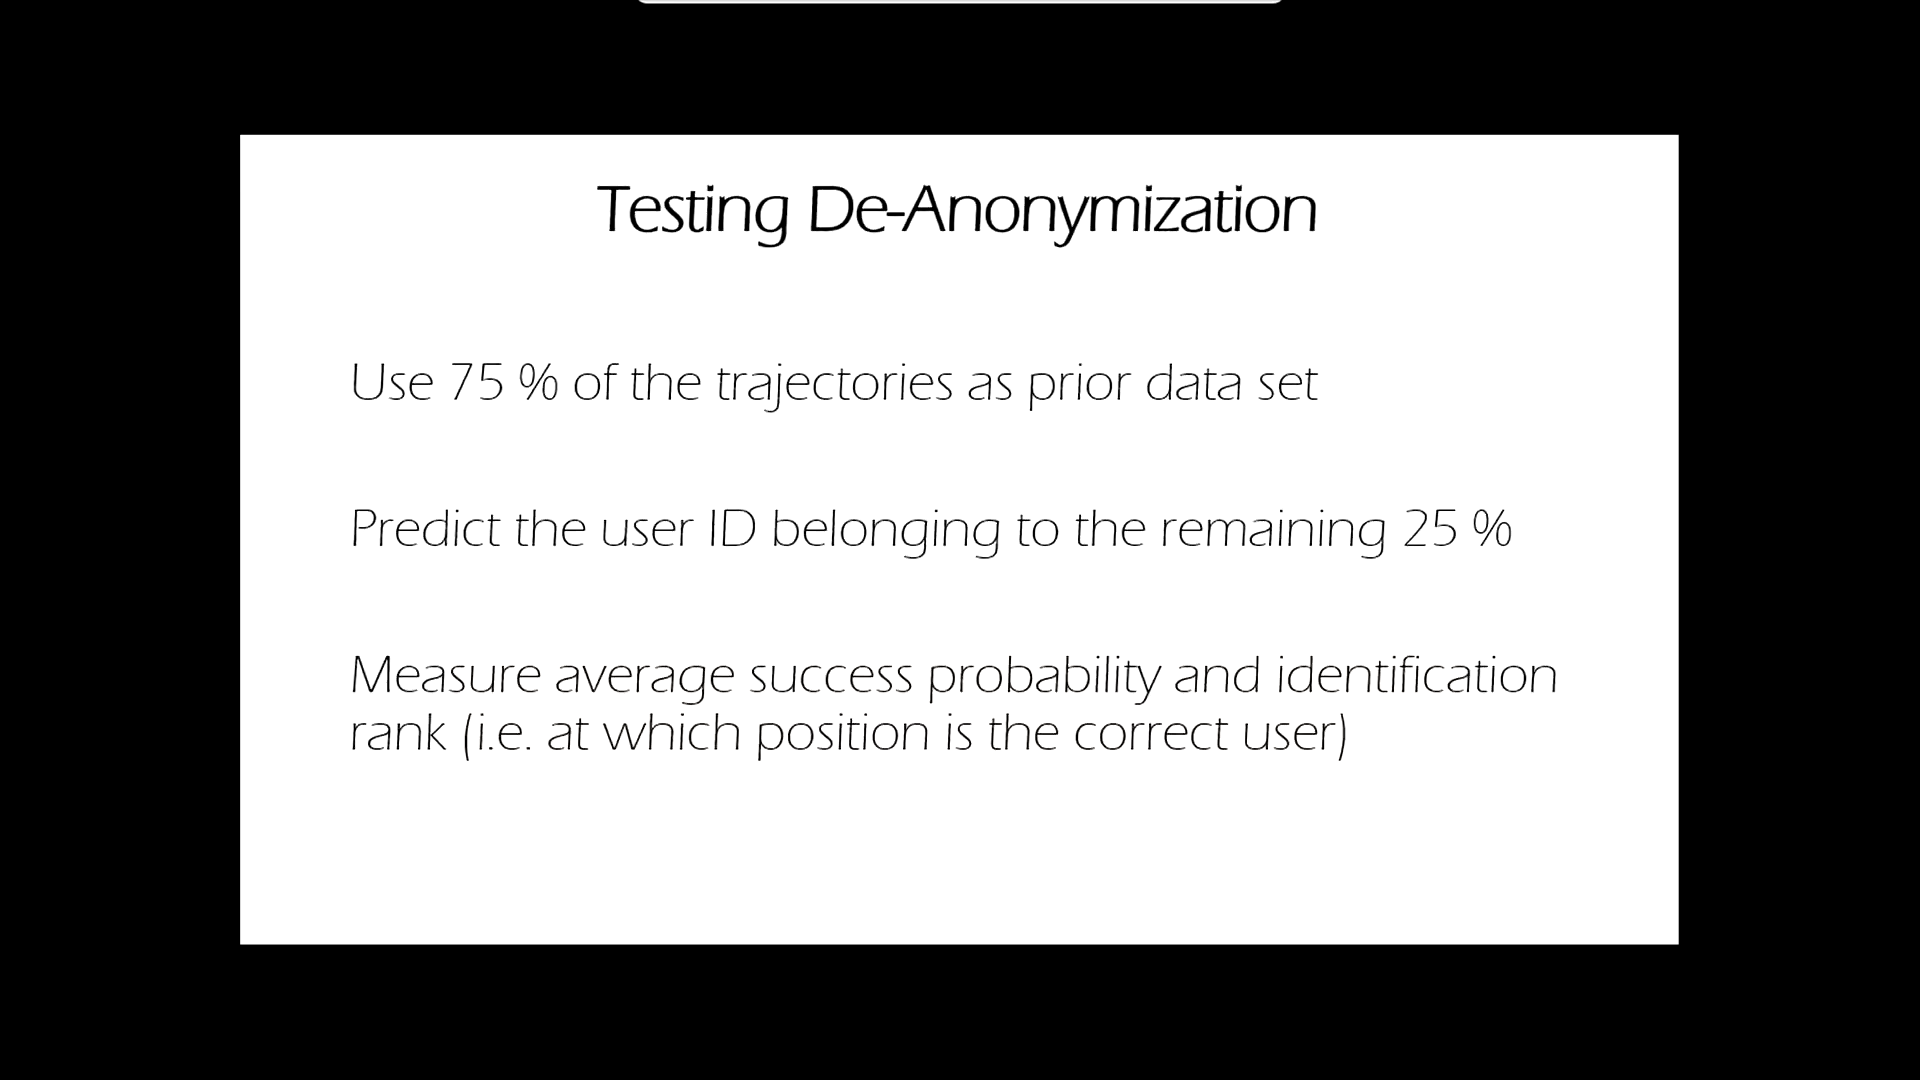 Testing De-Anonymization
Use 75 % of the trajectories as prior data set
Predict the user ID belonging to the remaining 25 %
Measure average success probability and identification
rank (i.e. at which position is the correct user)